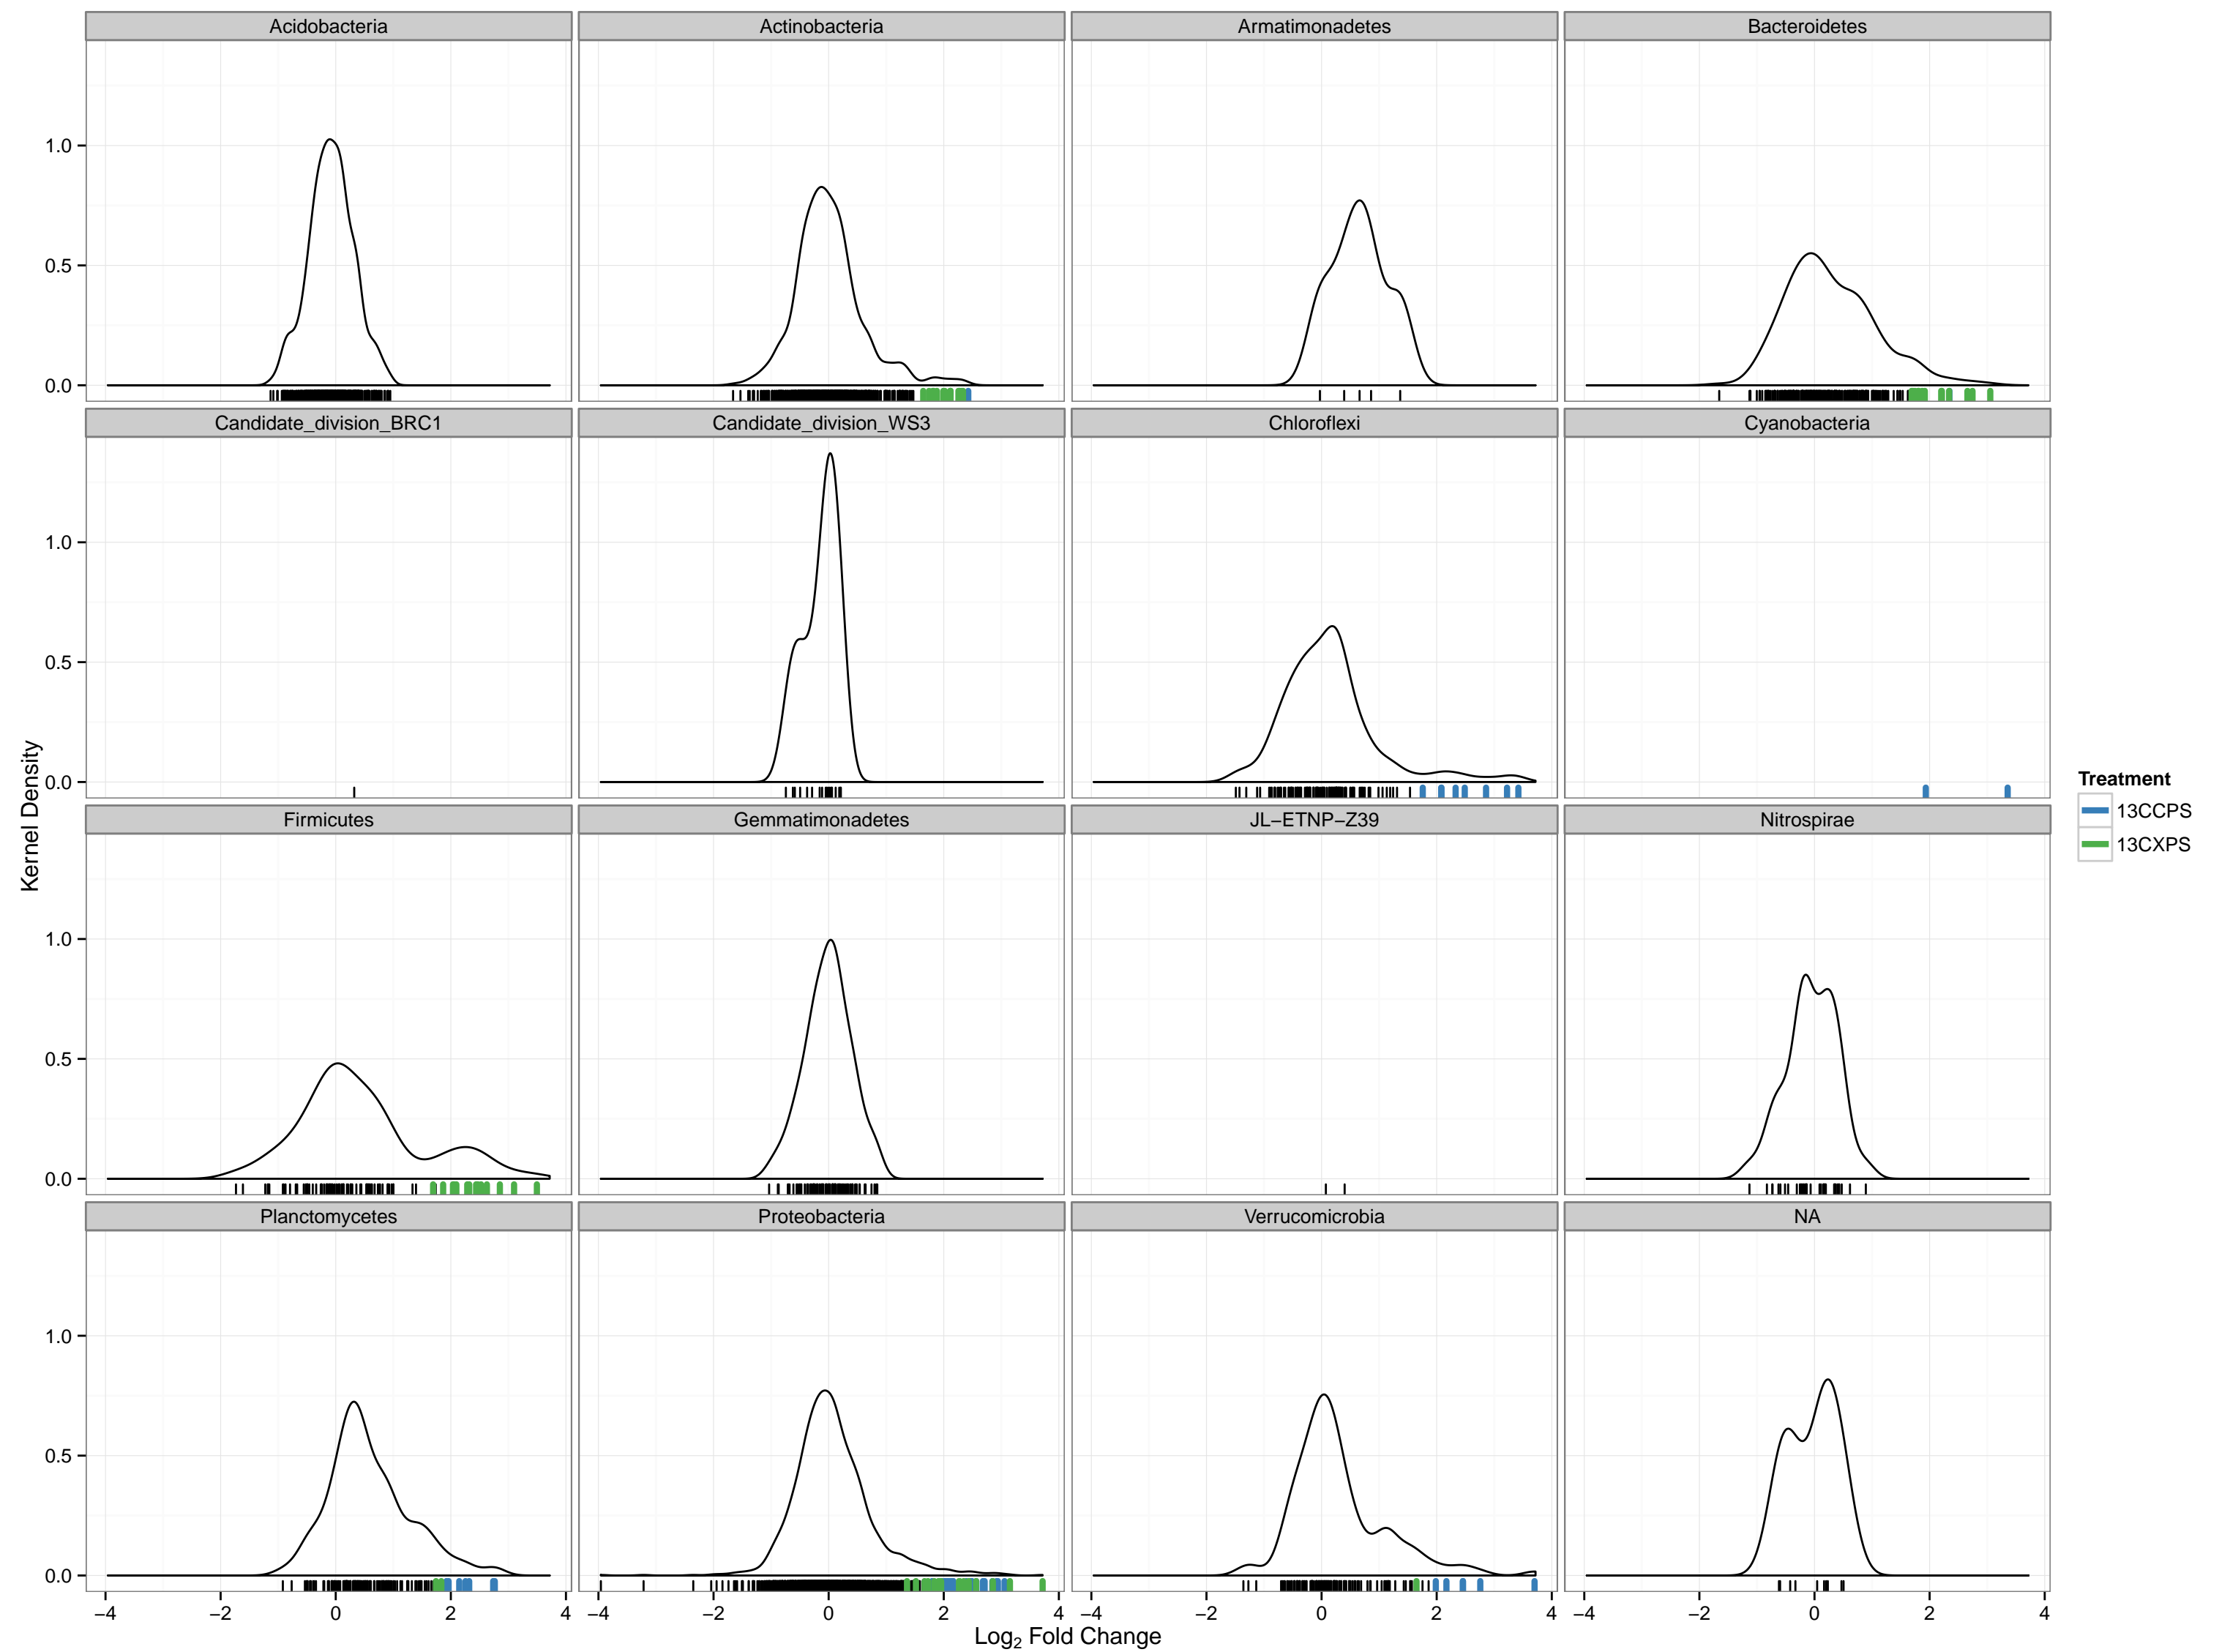 Acidobacteria Actinobacteria Armatimonadetes Bacteroidetes
1.0
0.5
0.0
Candidate_division_BRC1 Candidate_division_WS3 Chloroflexi Cyanobacteria
1.0
0.5
0.0
Kernel Density
Treatment
13CCPS
13CXPS
Firmicutes Gemmatimonadetes JL−ETNP−Z39 Nitrospirae
1.0
0.5
0.0
Planctomycetes Proteobacteria Verrucomicrobia NA
1.0
0.5
0.0
−4 −2 0 2 4 −4 −2 0 2 4 −4 −2 0 2 4 −4 −2 0 2 4
Log2 Fold Change